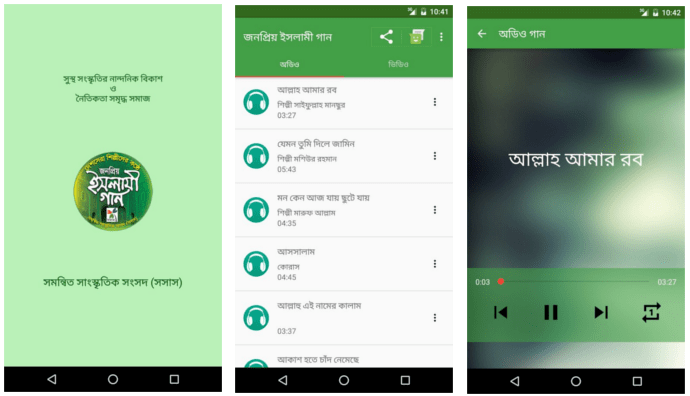 সুস্থ সংস্কৃতির নান্দনিক বিকাশ
ও
নৈতিকতা সমৃদ্ধ সমাজ
জনপ্রিয়
ইসলামী
গান
সমন্বিত সাংস্কৃতিক সংসদ (সসাস)
10:41
জনপ্রিয় ইসলামী গান
অডিও
ভিডিও
আল্লাহ আমার রব
শিল্পী সাইফুল্লাহ মানছুর
03:27
যেমন তুমি দিলে জামিন
শিল্পী মশিউর রহমান
05:43
মন কেন আজ যায় ছুটে যায়
শিল্পী মারুফ আল্লাম
04:35
আসসালাম
কোরাস
04:45
আল্লাহু এই নামের কালাম
03:37
আকাশ হতে চাঁদ নেমেছে
10:42
অডিও গান
আল্লাহ আমার রব
0:03
03:27
1